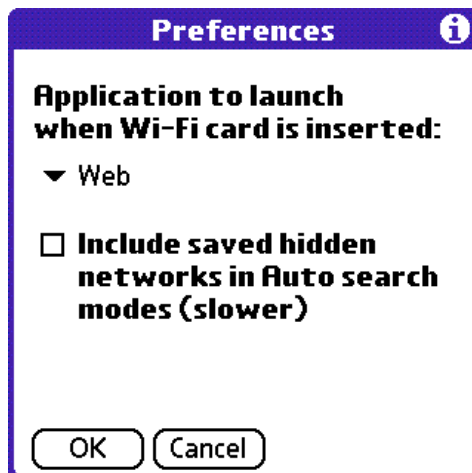 Preferences
Application to launch
when Wi-Fi card is inserted:
Web
Include saved hidden
networks in Auto search
modes (slower)
OK Cancel